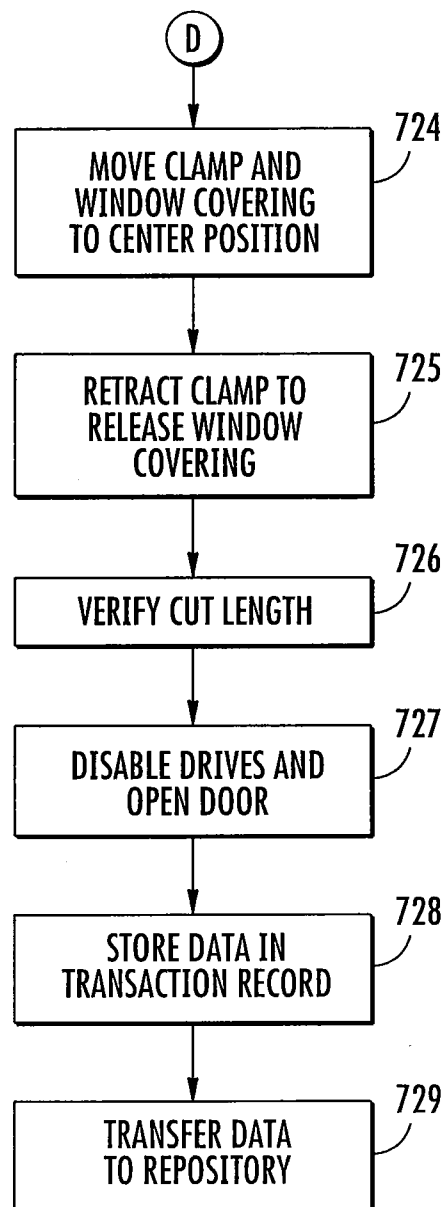 D
724
MOVE CLAMP AND
WINDOW COVERING
TO CENTER POSITION
725
RETRACT CLAMP TO
RELEASE WINDOW
COVERING
726
VERIFY CUT LENGTH
727
DISABLE DRIVES AND
OPEN DOOR
728
STORE DATA IN
TRANSACTION RECORD
729
TRANSFER DATA
TO REPOSITORY